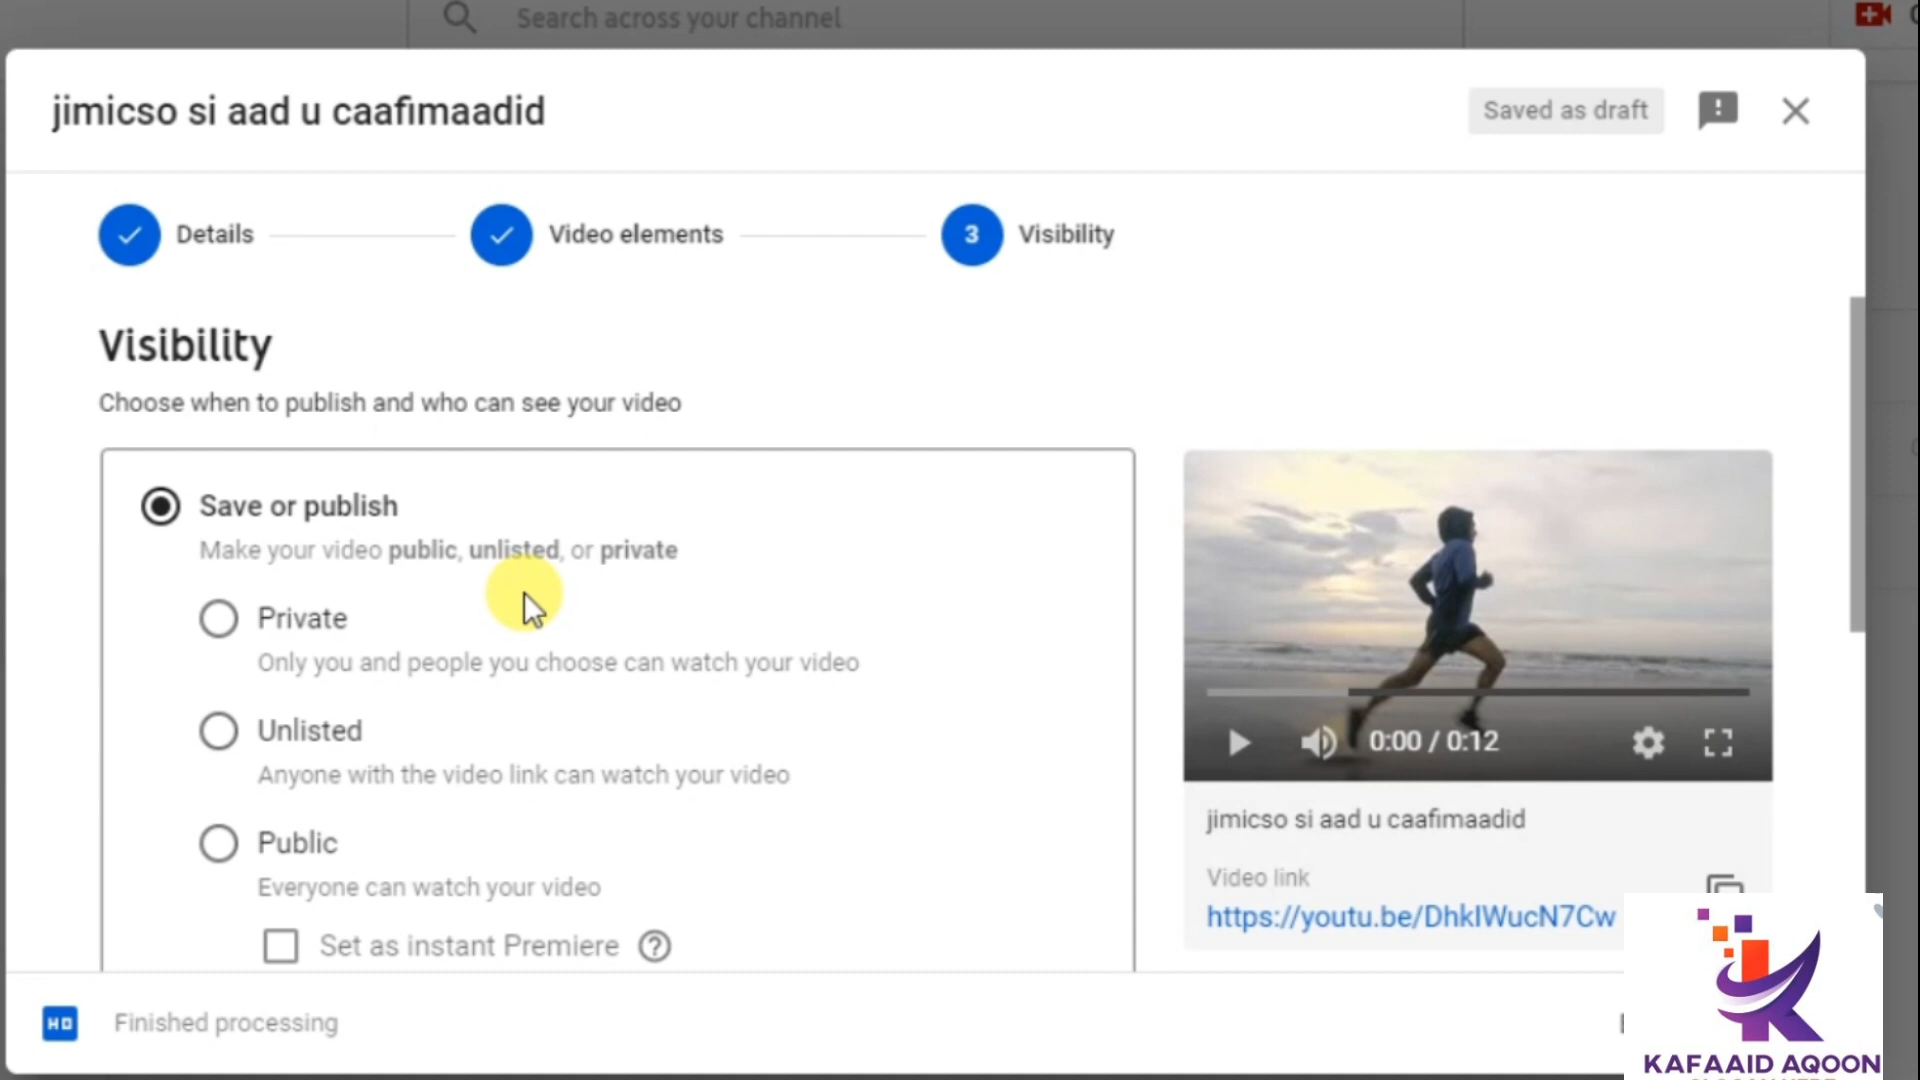 Search across your channel
jimicso si aad u caafimaadid
Saved as draft
Details
Video elements
3
Visibility
Visibility
Choose when to publish and who can see your video
Save or publish
Make your video public, unlisted, or private
Private
Only you and people you choose can watch your video
Unlisted
Anyone with the video link can watch your video
Public
Everyone can watch your video
Set as instant Premiere
0:00 / 0:12
jimicso si aad u caafimaadid
Video link
https://youtu.be/DhkIWucN7Cw
HD
Finished processing
KAFAAID AQOON